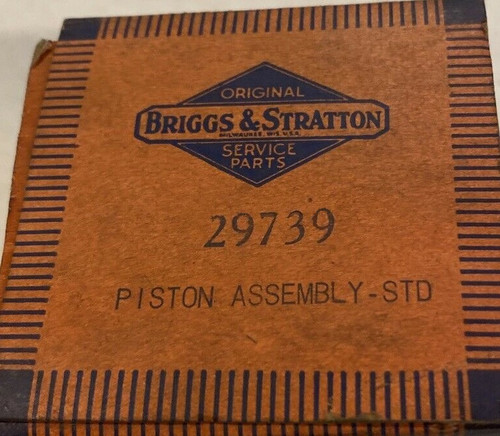 ORIGINAL
BRIGGS & STRATTON
MILWAUKEE, WIS. U.S.A.
SERVICE
PARTS
29739
PISTON ASSEMBLY-STD